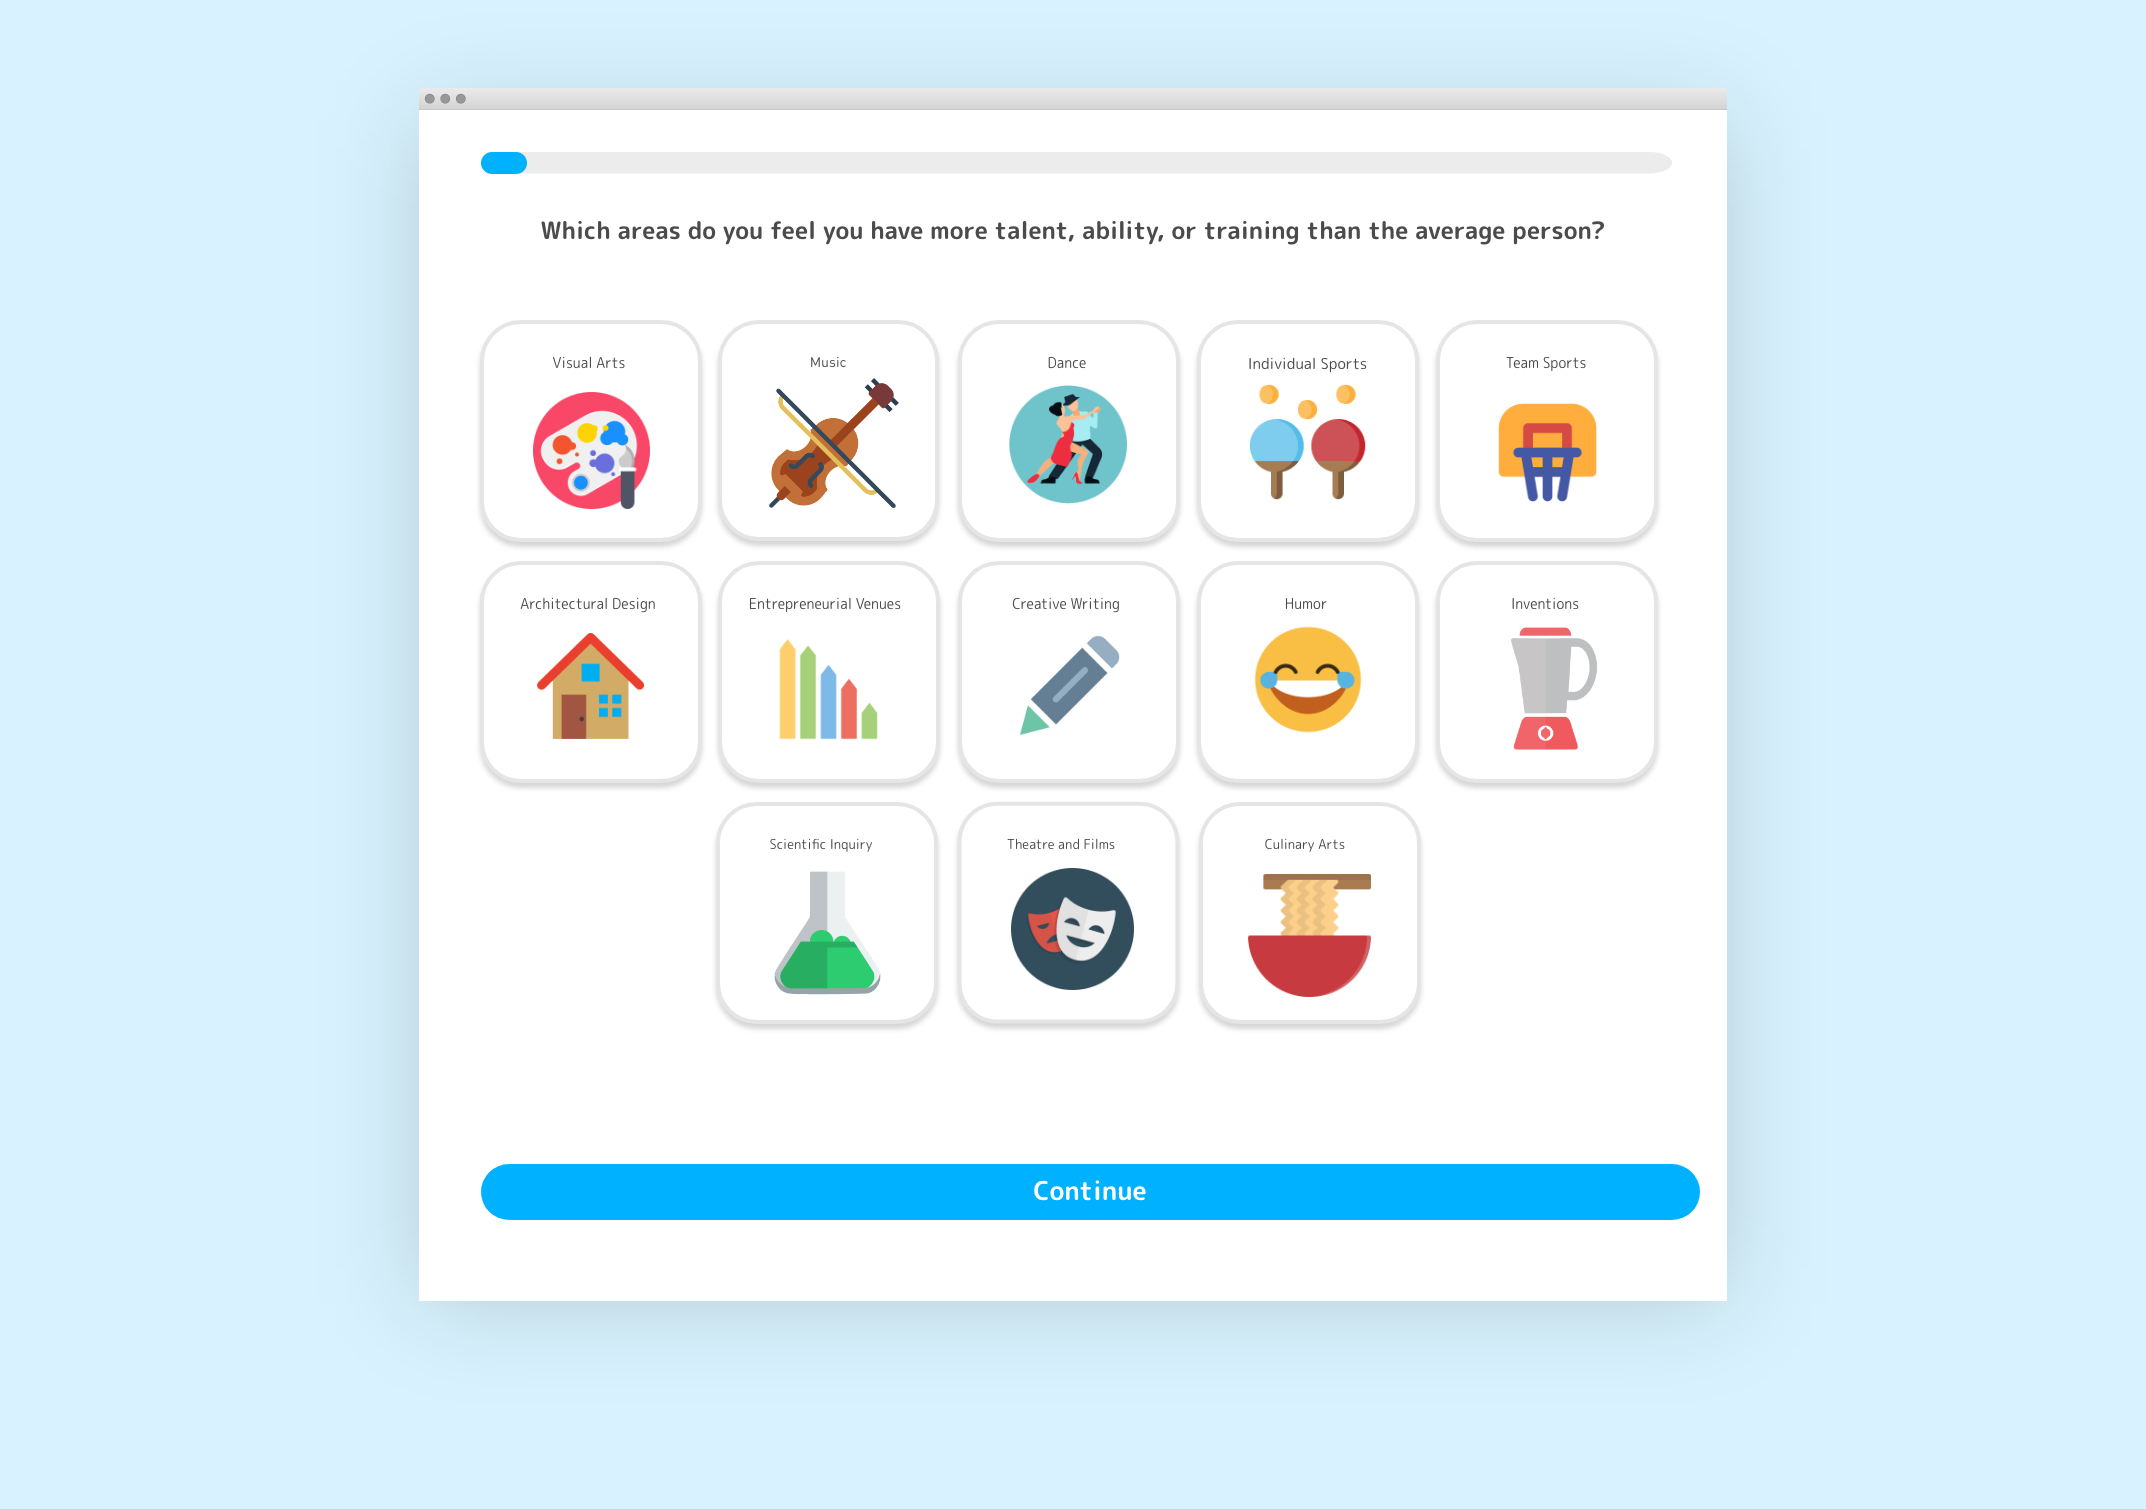 Which areas do you feel you have more talent, ability, or training than the average person?
Visual Arts
Music
Dance
Individual Sports
Team Sports
Architectural Design
Entrepreneurial Venues
Creative Writing
Humor
Inventions
Scientific Inquiry
Theatre and Films
Culinary Arts
Continue